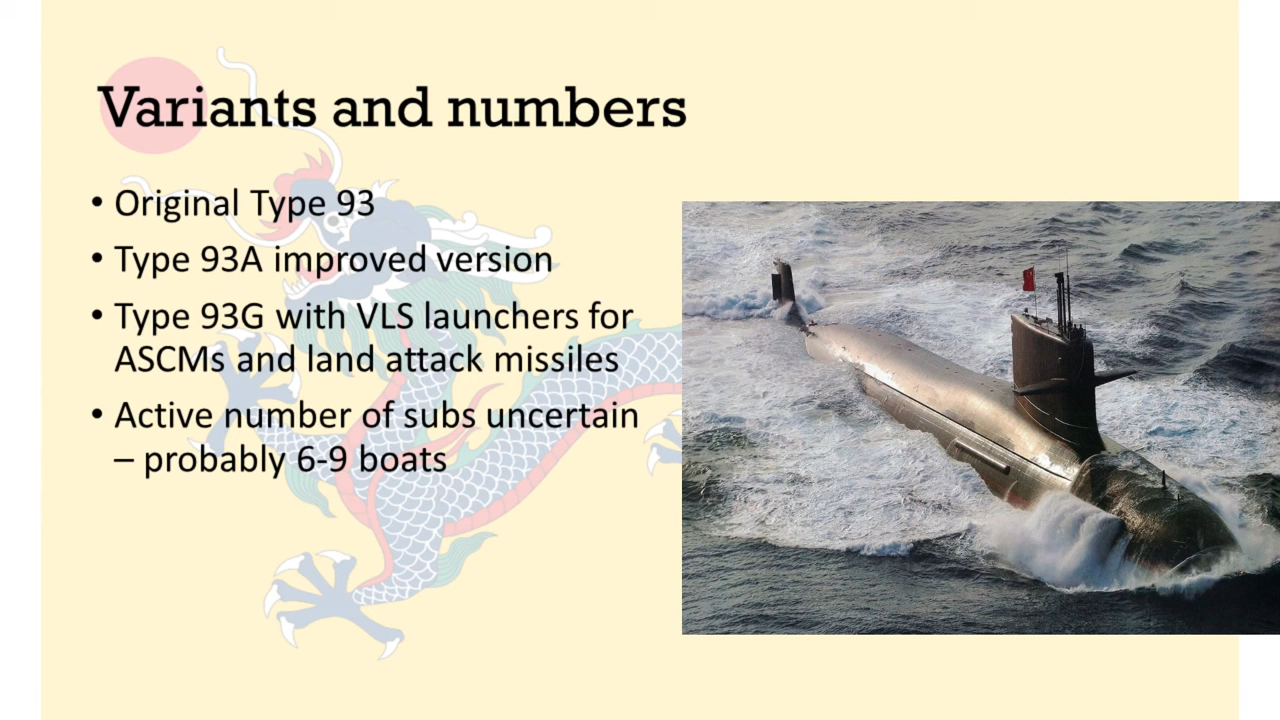 Variants and numbers
• Original Type 93
• Type 93A improved version
• Type 93G with VLS launchers for
ASCMs and land attack missiles
• Active number of subs uncertain
– probably 6-9 boats